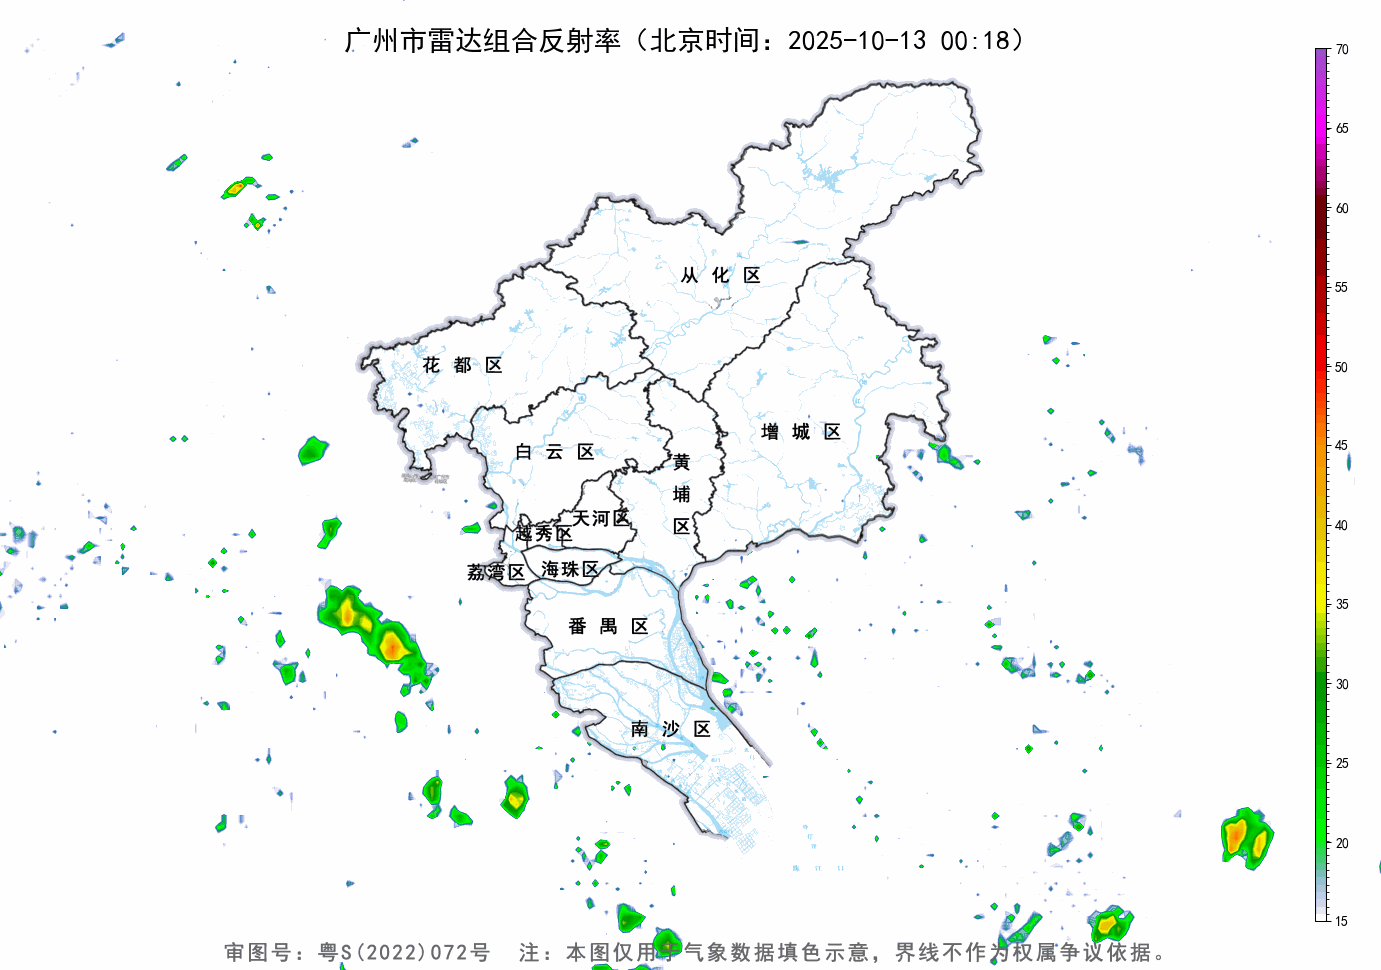 广州市雷达组合反射率（北京时间：2025-10-13 00:18）
70
65
60
55
50
45
40
35
30
25
20
15
从化区
花都区
增城区
白云区
黄埔区
天河区
越秀区
荔湾区
海珠区
番禺区
南沙区
审图号：粤S(2022)072号 注：本图仅用于气象数据填色示意，界线不作为权属争议依据。